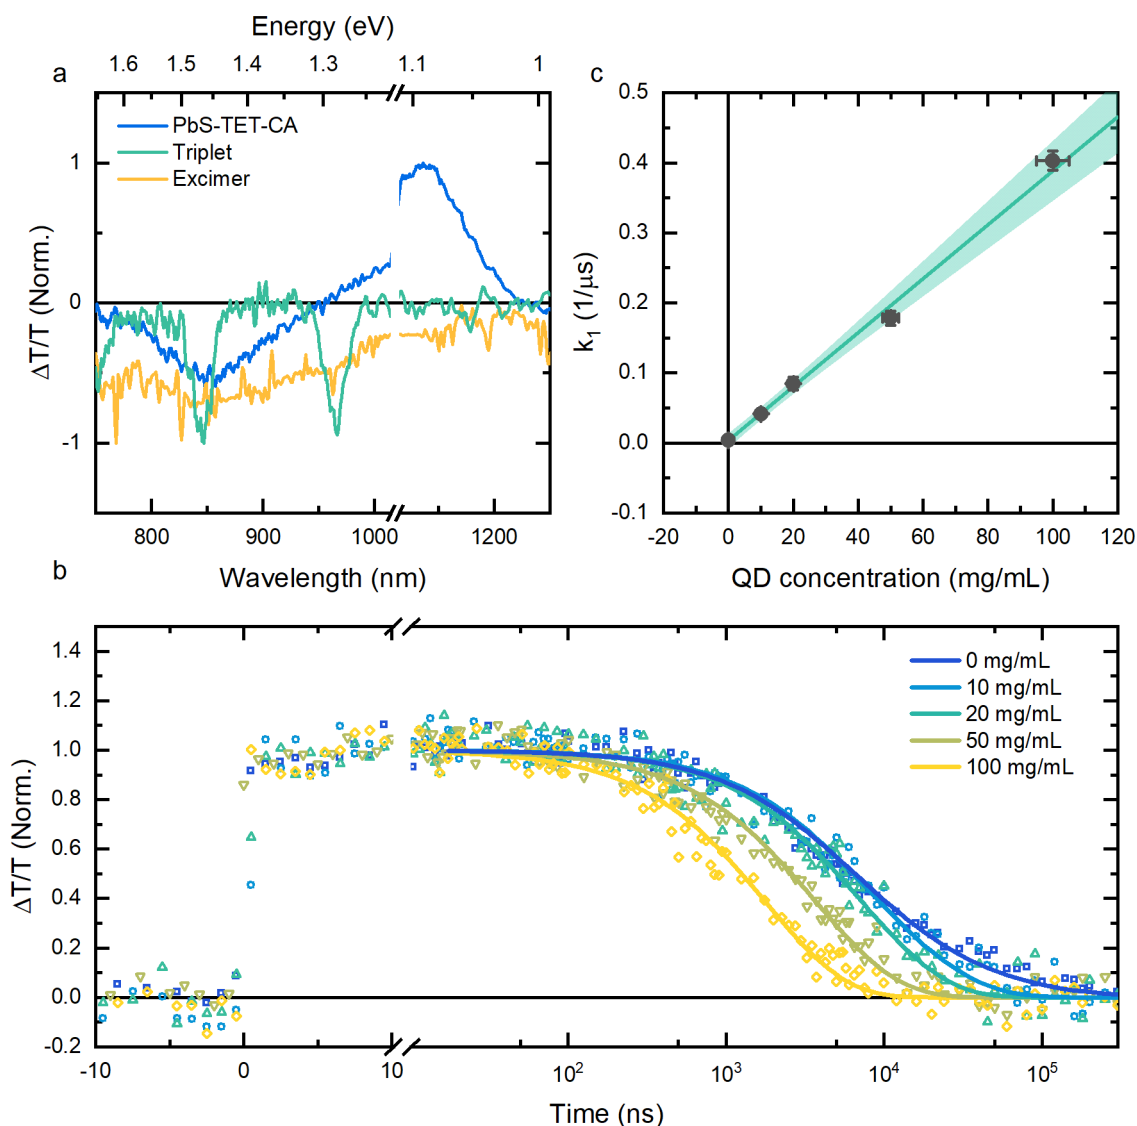 Energy (eV)
a
1.6 1.5 1.4 1.3 1.1 1
PbS-TET-CA
Triplet
Excimer
1
0
-1
ΔT/T (Norm.)
800 900 1000 1200
Wavelength (nm)
c
0.5
0.4
0.3
0.2
0.1
0.0
-0.1
k1 (1/μs)
-20 0 20 40 60 80 100 120
QD concentration (mg/mL)
b
1.4
1.2
1.0
0.8
0.6
0.4
0.2
0.0
-0.2
ΔT/T (Norm.)
0 mg/mL
10 mg/mL
20 mg/mL
50 mg/mL
100 mg/mL
-10 0 10 10² 10³ 10⁴ 10⁵
Time (ns)